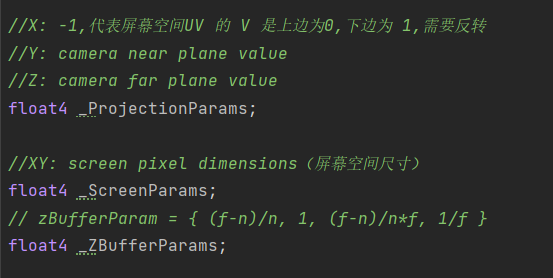 //X: -1,代表屏幕空间UV 的 V 是上边为0,下边为 1,需要反转
//Y: camera near plane value
//Z: camera far plane value
float4 _ProjectionParams;
//XY: screen pixel dimensions（屏幕空间尺寸）
float4 _ScreenParams;
// zBufferParam = { (f-n)/n, 1, (f-n)/n*f, 1/f }
float4 _ZBufferParams;